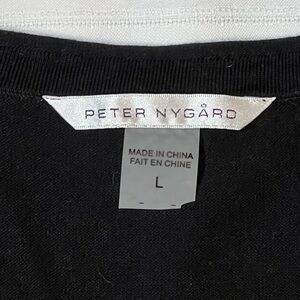 PETER NYGÅRD
MADE IN CHINA
FAIT EN CHINE
L